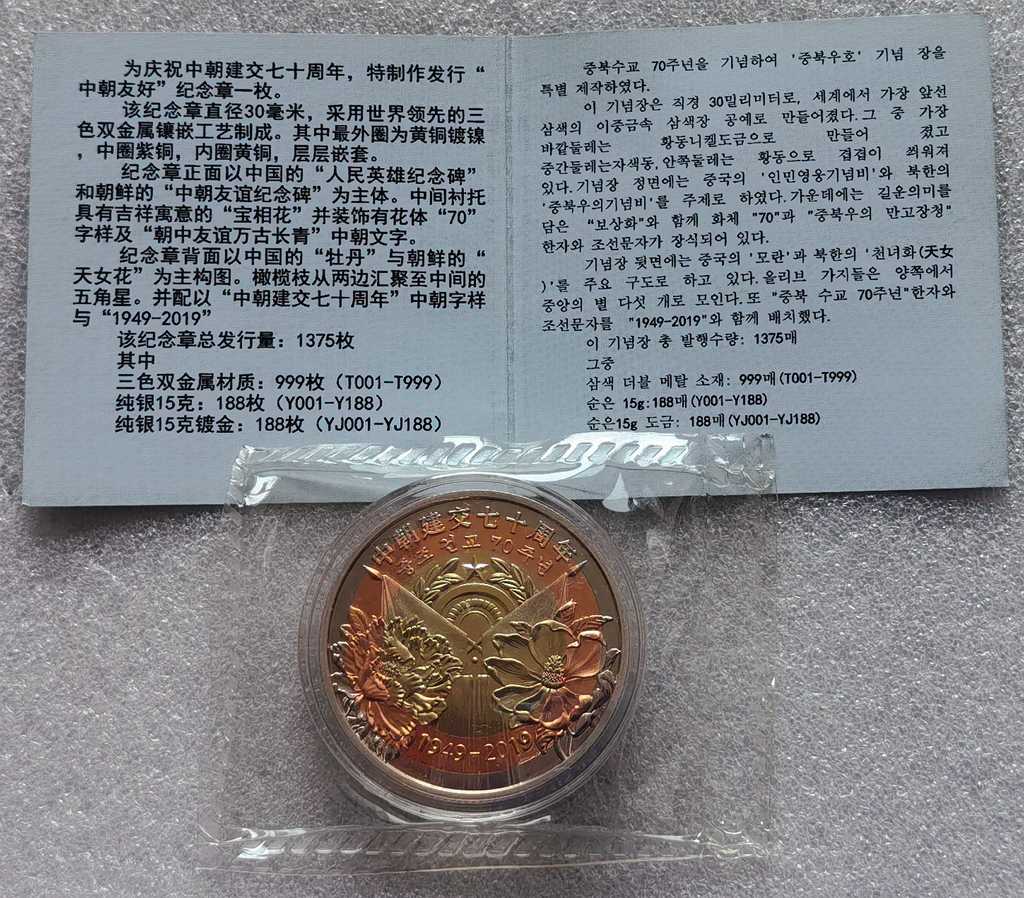 为庆祝中朝建交七十周年，特制作发行“
中朝友好”纪念章一枚。
该纪念章直径30毫米，采用世界领先的三
色双金属镶嵌工艺制成。其中最外圈为黄铜镀镍
，中圈紫铜，内圈黄铜，层层嵌套。
纪念章正面以中国的“人民英雄纪念碑”
和朝鲜的“中朝友谊纪念碑”为主体。中间衬托
具有吉祥寓意的“宝相花”并装饰有花体“70”
字样及“朝中友谊万古长青”中朝文字。
纪念章背面以中国的“牡丹”与朝鲜的“
天女花”为主构图。橄榄枝从两边汇聚至中间的
五角星。并配以“中朝建交七十周年”中朝字样
与“1949-2019”
该纪念章总发行量：1375枚
其中
三色双金属材质：999枚（T001-T999）
纯银15克：188枚（Y001-Y188）
纯银15克镀金：188枚（YJ001-YJ188）
중북수교 70주년을 기념하여 '중북우호' 기념 장을
특별 제작하였다.
이 기념장은 직경 30밀리미터로, 세계에서 가장 앞선
삼색의 이중금속 삼색장 공예로 만들어졌다.그 중 가장
바깥둘레는 황동니켈도금으로 만들어 졌고
중간둘레는자색동,안쪽둘레는 황동으로 겹겹이 씌워져
있다.기념장 정면에는 중국의 '인민영웅기념비'와 북한의
'중북우의기념비'를 주제로 하였다.가운데에는 길운의미를
담은 "보상화"와 함께 화체 "70"과 "중북우의 만고장청"
한자와 조선문자가 장식되어 있다.
기념장 뒷면에는 중국의 '모란'과 북한의 '천녀화(天女
)'를 주요 구도로 하고 있다.올리브 가지들은 양쪽에서
중앙의 별 다섯 개로 모인다.또 "중북 수교 70주년"한자와
조선문자를 "1949-2019"와 함께 배치했다.
이 기념장 총 발행수량: 1375매
그중
삼색 더블 메탈 소재: 999매(T001-T999)
순은 15g:188매(Y001-Y188)
순은15g 도금: 188매(YJ001-YJ188)
中朝建交七十周年
70주년
1949-2019